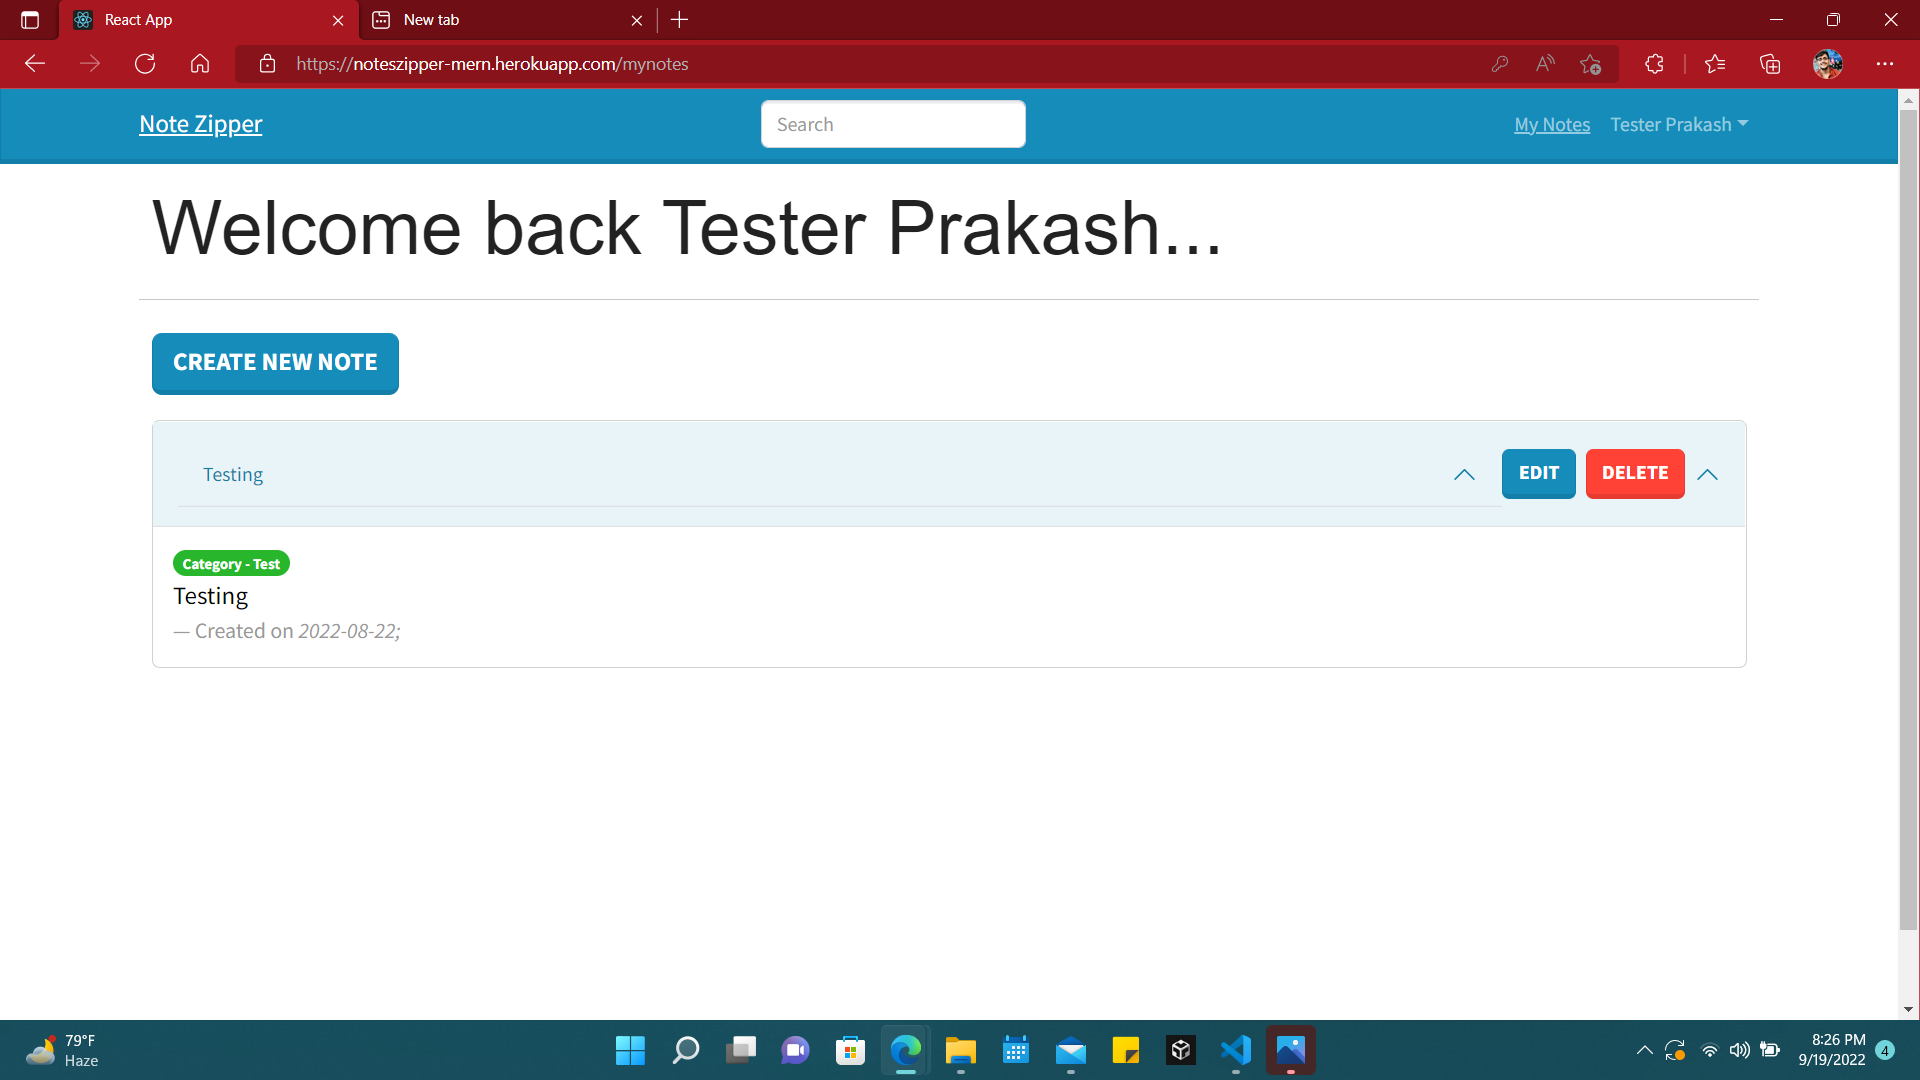 React App
New tab
https://noteszipper-mern.herokuapp.com/mynotes
Note Zipper
Search
My Notes
Tester Prakash
Welcome back Tester Prakash...
CREATE NEW NOTE
Testing
EDIT
DELETE
Category - Test
Testing
— Created on 2022-08-22;
79°F
Haze
8:26 PM
9/19/2022
4